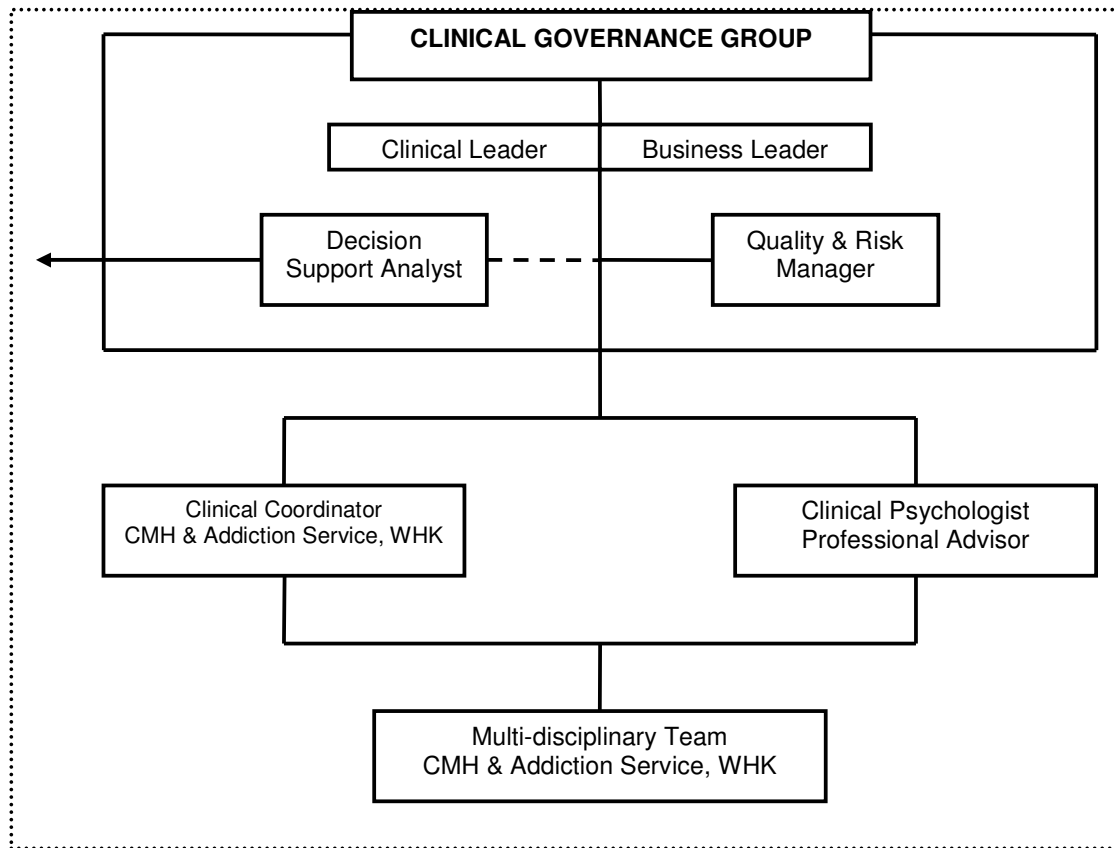 CLINICAL GOVERNANCE GROUP
Clinical Leader
Business Leader
Decision
Support Analyst
Quality & Risk
Manager
Clinical Coordinator
CMH & Addiction Service, WHK
Clinical Psychologist
Professional Advisor
Multi-disciplinary Team
CMH & Addiction Service, WHK